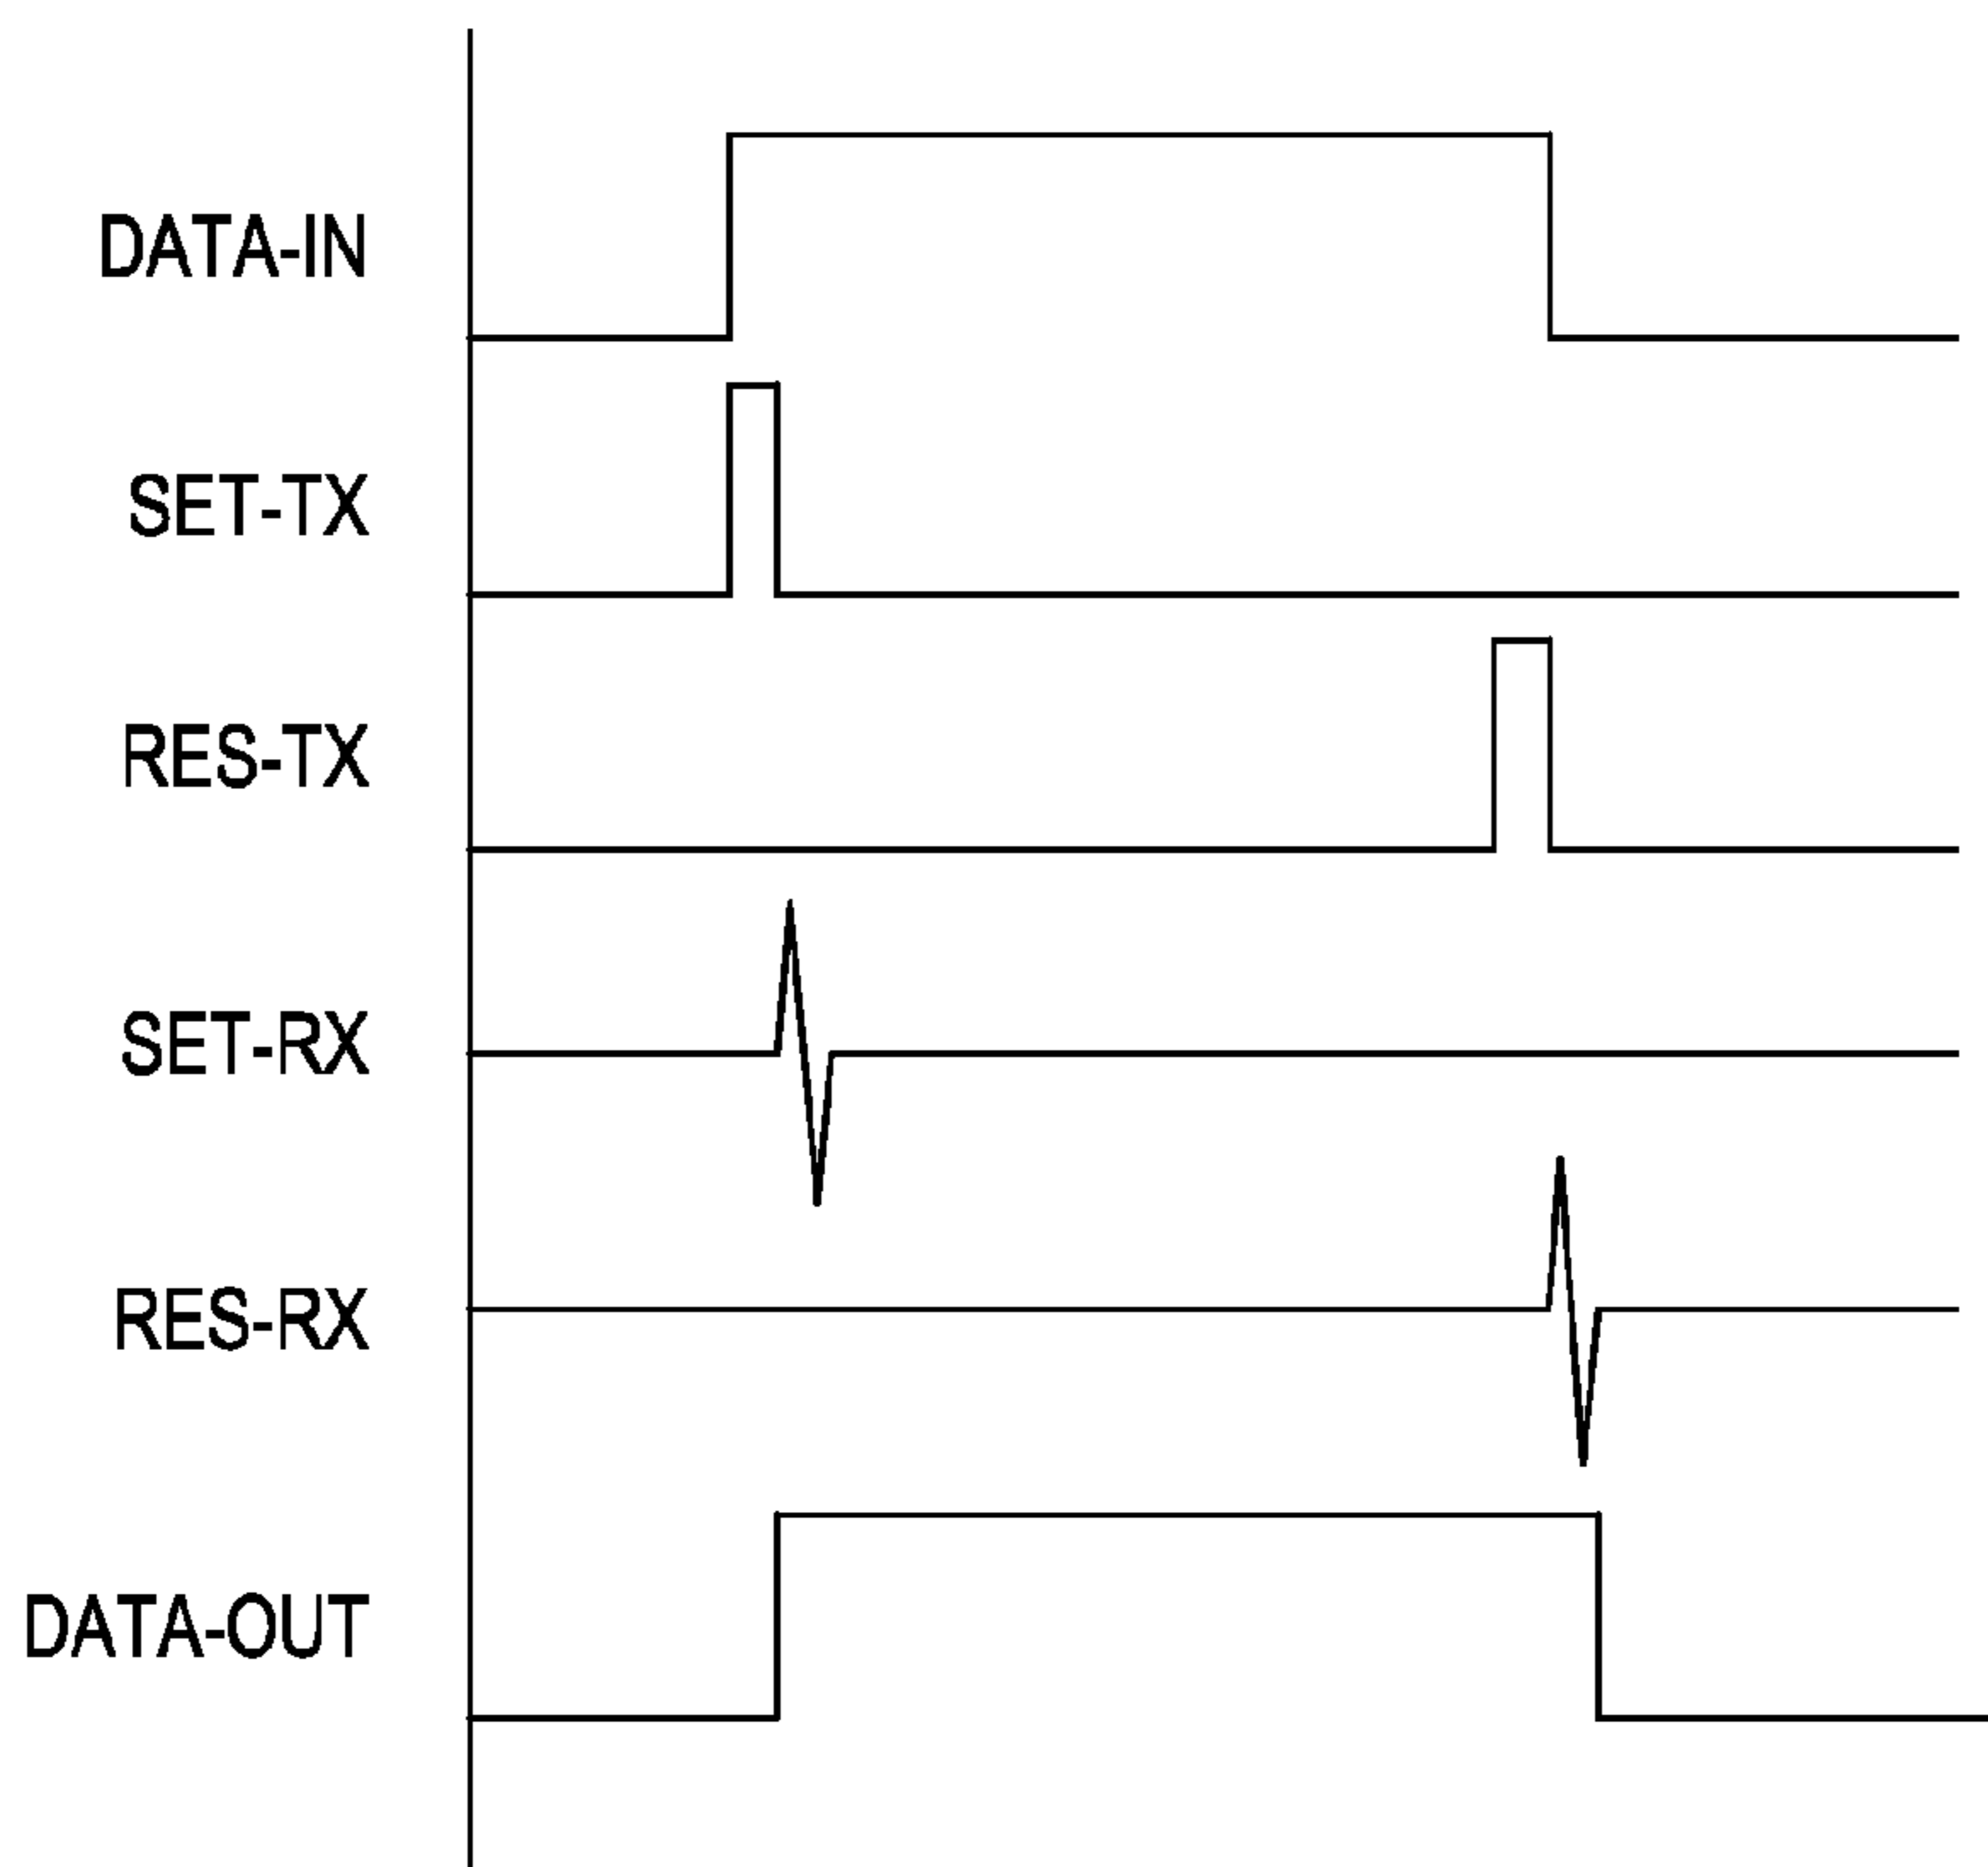 DATA-IN
SET-TX
RES-TX
SET-RX
RES-RX
DATA-OUT